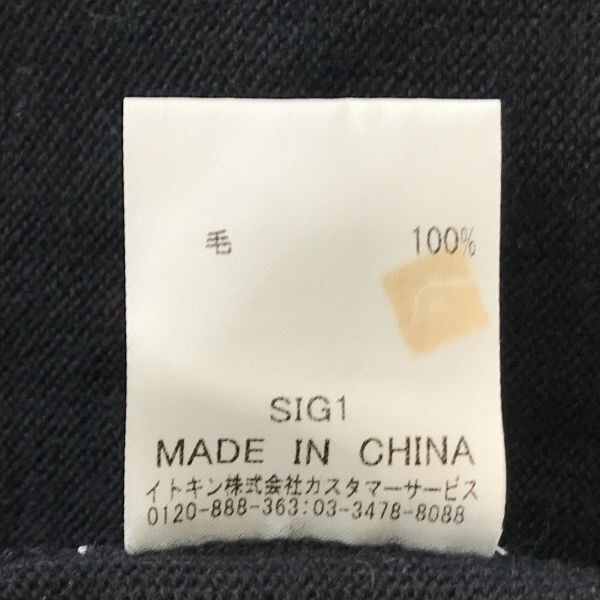 毛 100%
SIG1
MADE IN CHINA
イトキン株式会社カスタマーサービス
0120-888-363:03-3478-8088